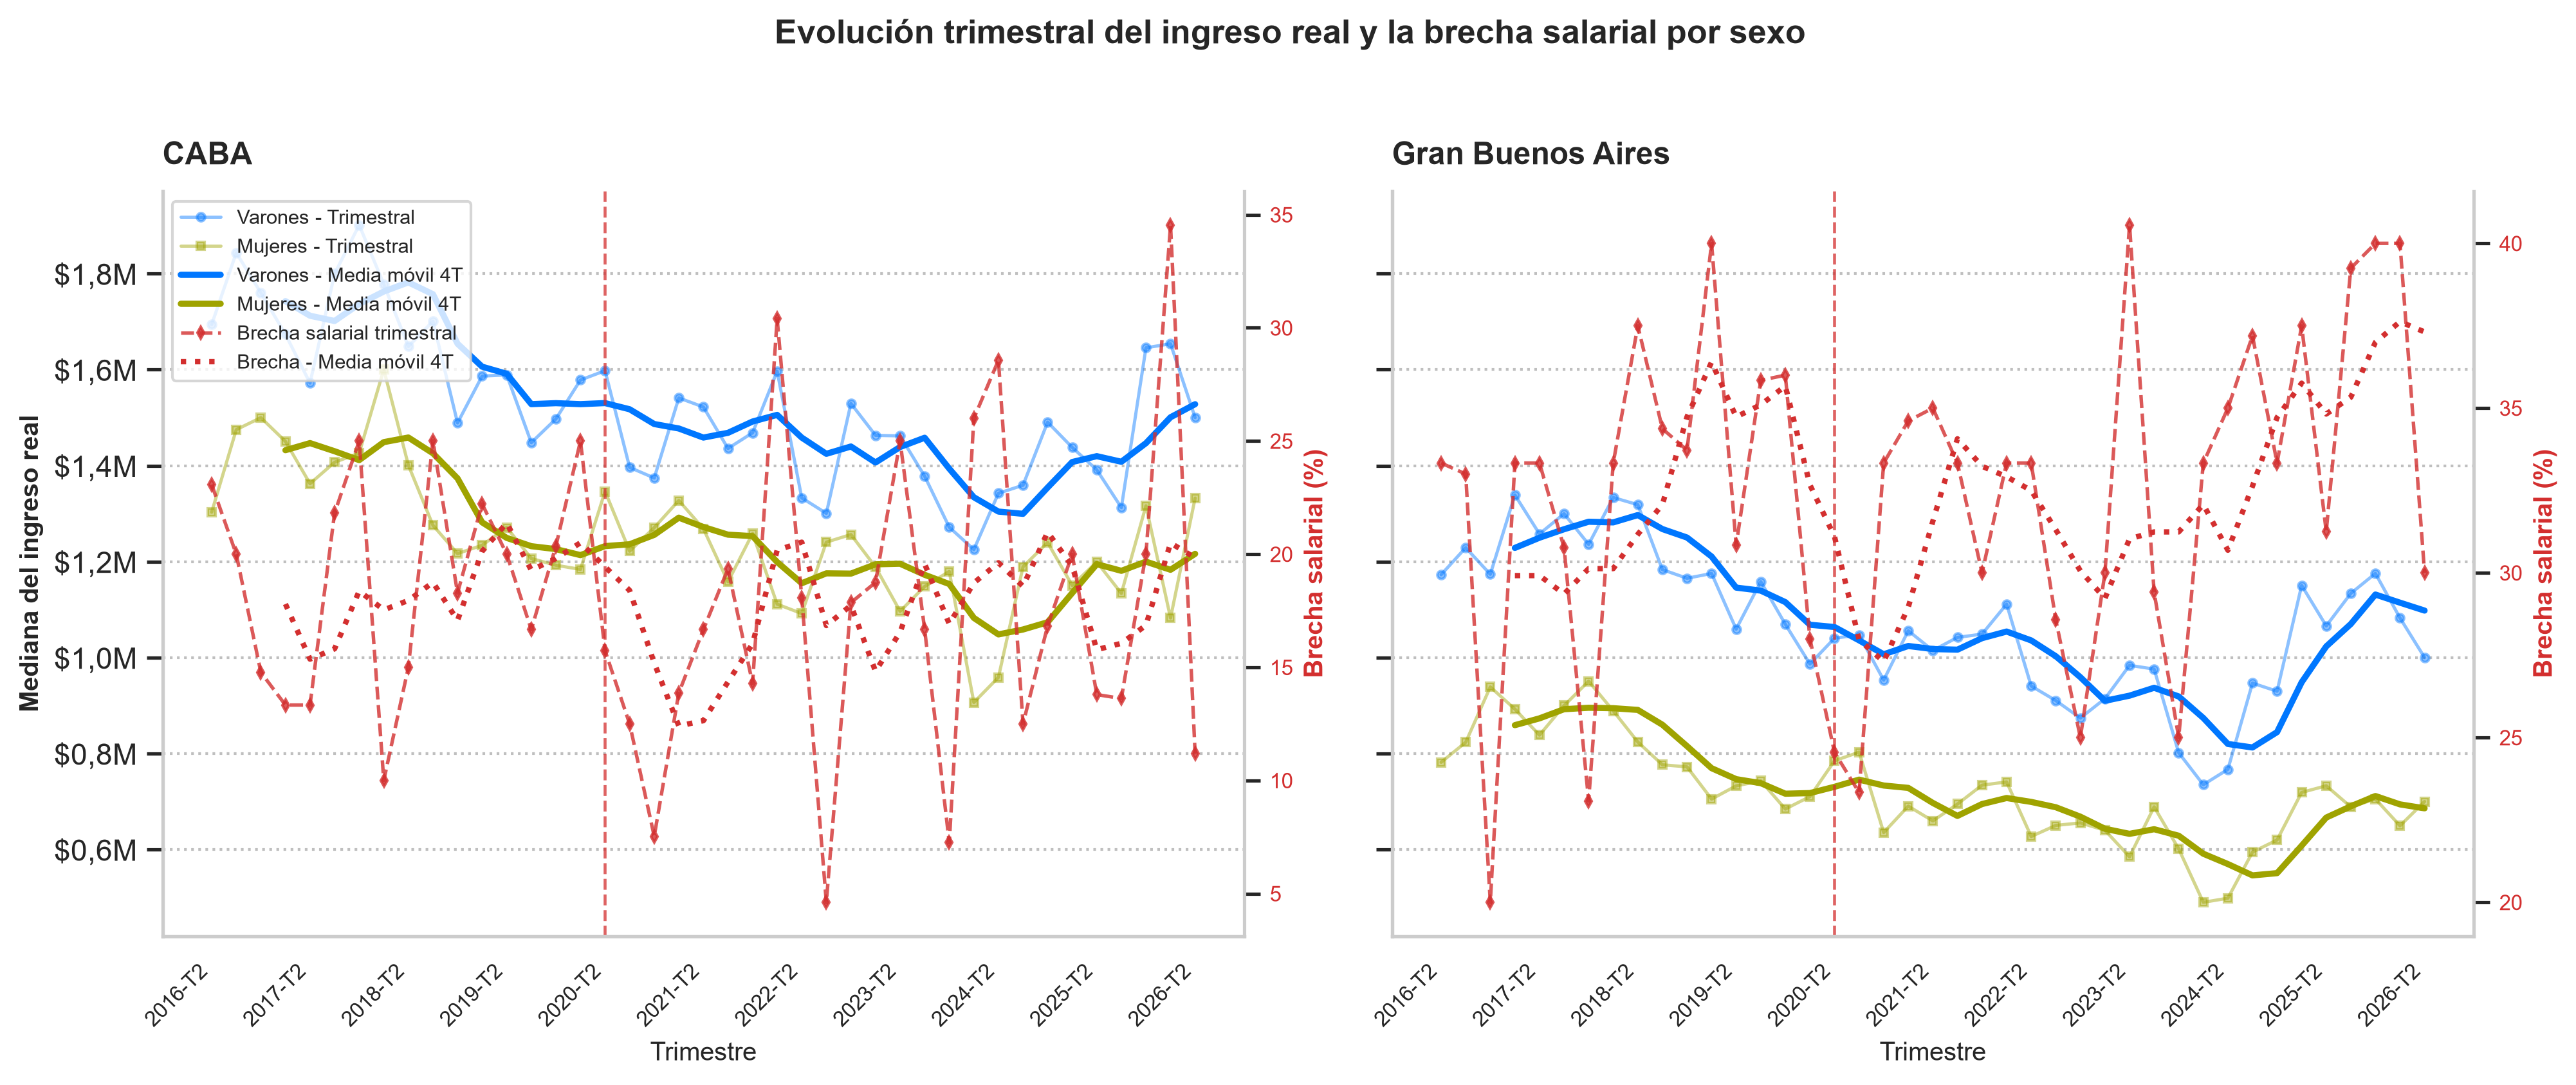 Evolución trimestral del ingreso real y la brecha salarial por sexo
CABA
Varones - Trimestral
Mujeres - Trimestral
Varones - Media móvil 4T
Mujeres - Media móvil 4T
Brecha salarial trimestral
Brecha - Media móvil 4T
Mediana del ingreso real
$1,8M
$1,6M
$1,4M
$1,2M
$1,0M
$0,8M
$0,6M
35
30
25
20
15
10
5
Brecha salarial (%)
2016-T2
2017-T2
2018-T2
2019-T2
2020-T2
2021-T2
2022-T2
2023-T2
2024-T2
2025-T2
2026-T2
Trimestre
Gran Buenos Aires
40
35
30
25
20
Brecha salarial (%)
2016-T2
2017-T2
2018-T2
2019-T2
2020-T2
2021-T2
2022-T2
2023-T2
2024-T2
2025-T2
2026-T2
Trimestre